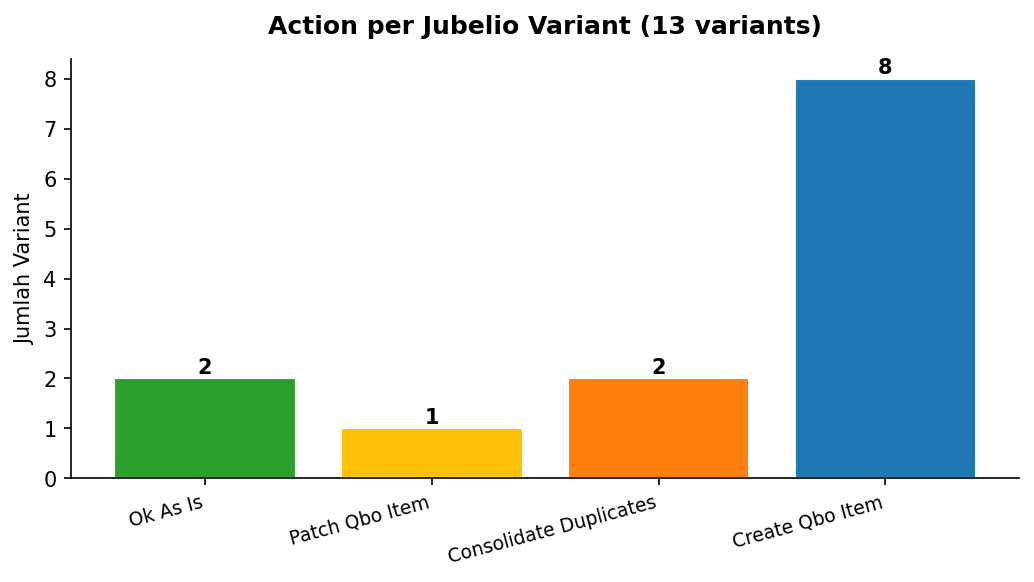 Action per Jubelio Variant (13 variants)
Jumlah Variant
8
7
6
5
4
3
2
1
0
2
1
2
8
Ok As Is
Patch Qbo Item
Consolidate Duplicates
Create Qbo Item